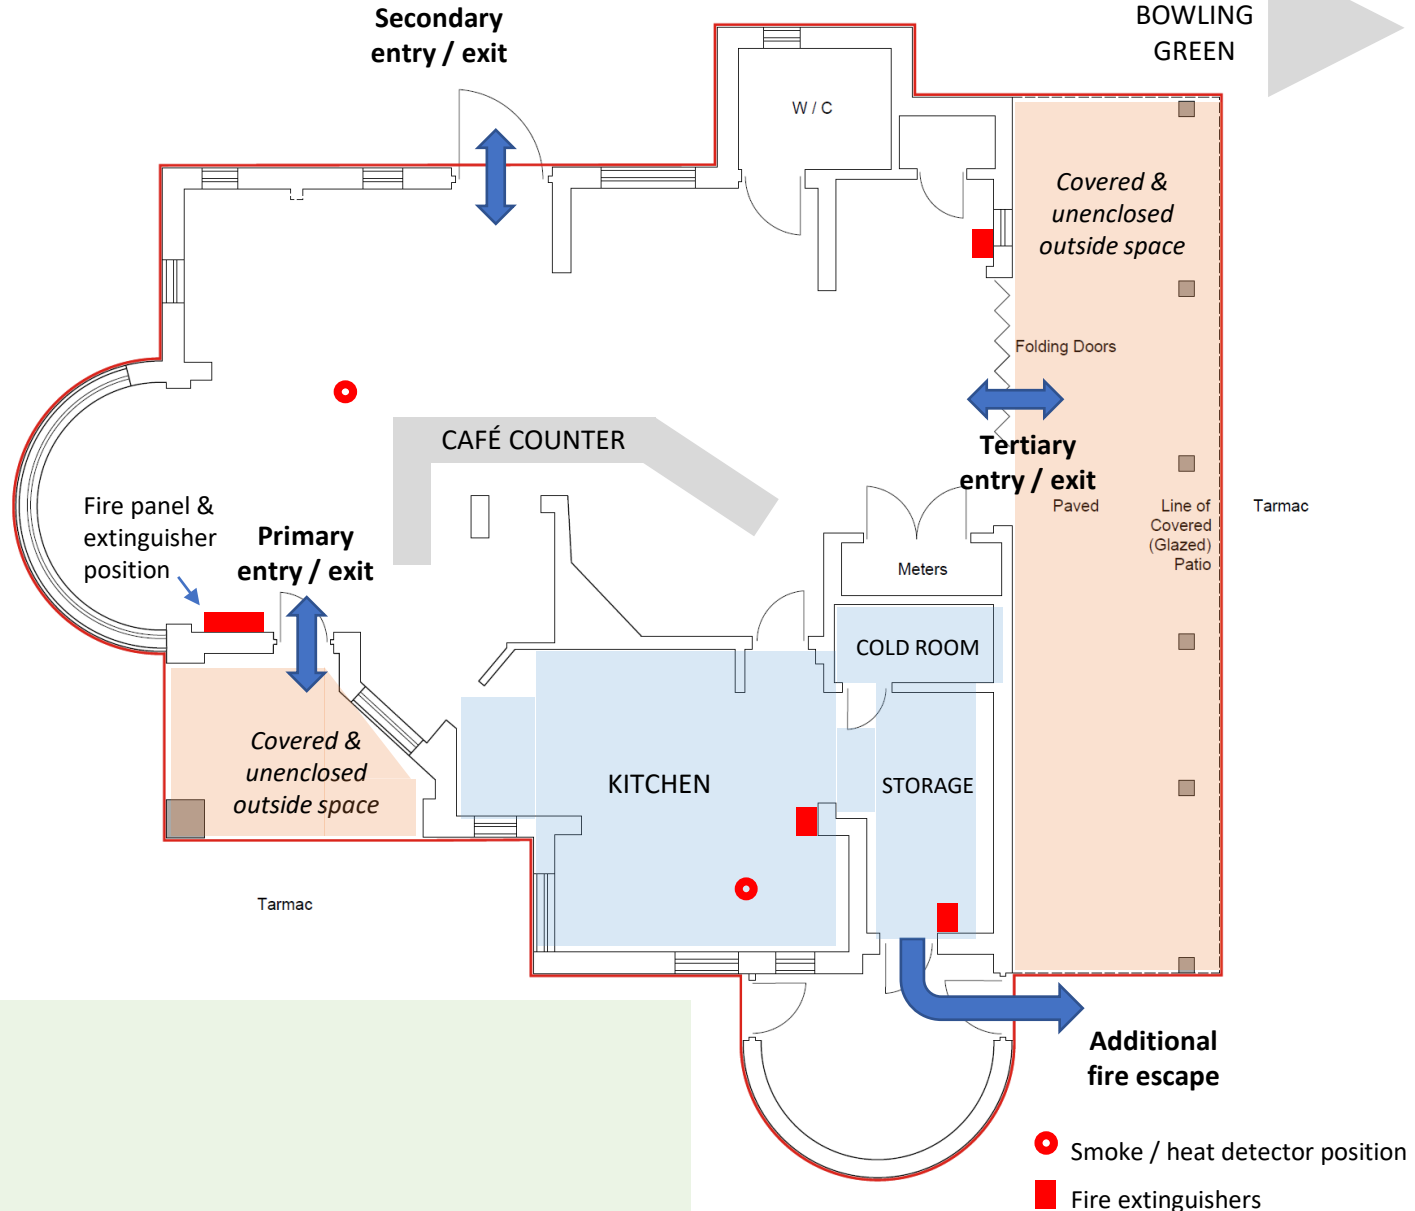 Secondary
entry / exit
BOWLING
GREEN
W / C
Covered &
unenclosed
outside space
Folding Doors
CAFÉ COUNTER
Tertiary
entry / exit
Fire panel &
extinguisher
position
Primary
entry / exit
Paved
Line of
Covered
(Glazed)
Patio
Tarmac
Meters
COLD ROOM
Covered &
unenclosed
outside space
KITCHEN
STORAGE
Tarmac
Additional
fire escape
Smoke / heat detector position
Fire extinguishers